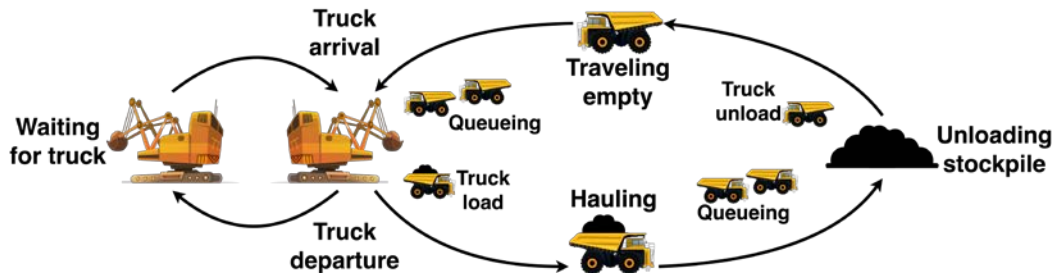 Truck
arrival
Waiting
for truck
Truck
departure
Queueing
Truck
load
Traveling
empty
Hauling
Truck
unload
Queueing
Unloading
stockpile